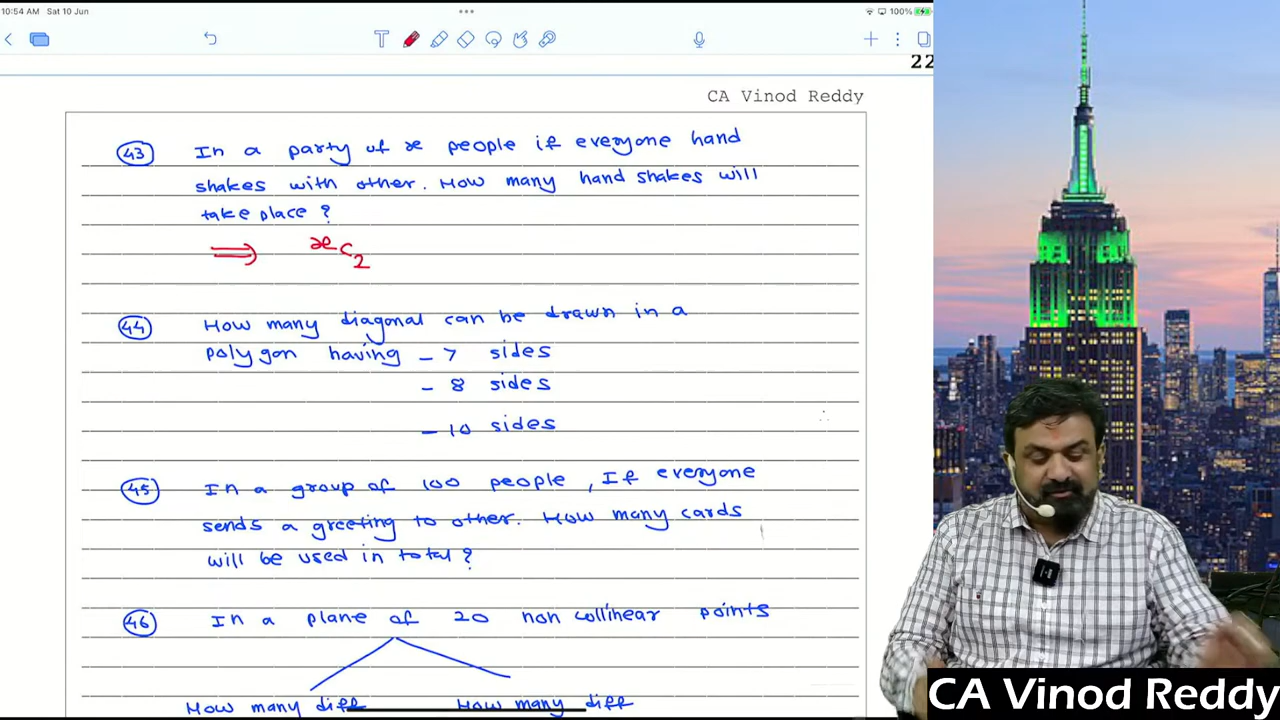 10:54 AM Sat 10 Jun
100%
22
CA Vinod Reddy
43 In a party of x people if everyone hand
shakes with other. How many hand shakes will
take place ?
⇒ xC2
44 How many diagonal can be drawn in a
polygon having – 7 sides
– 8 sides
– 10 sides
45 In a group of 100 people, If everyone
sends a greeting to other. How many cards
will be used in total ?
46 In a plane of 20 non collinear points
How many diff How many diff
CA Vinod Reddy